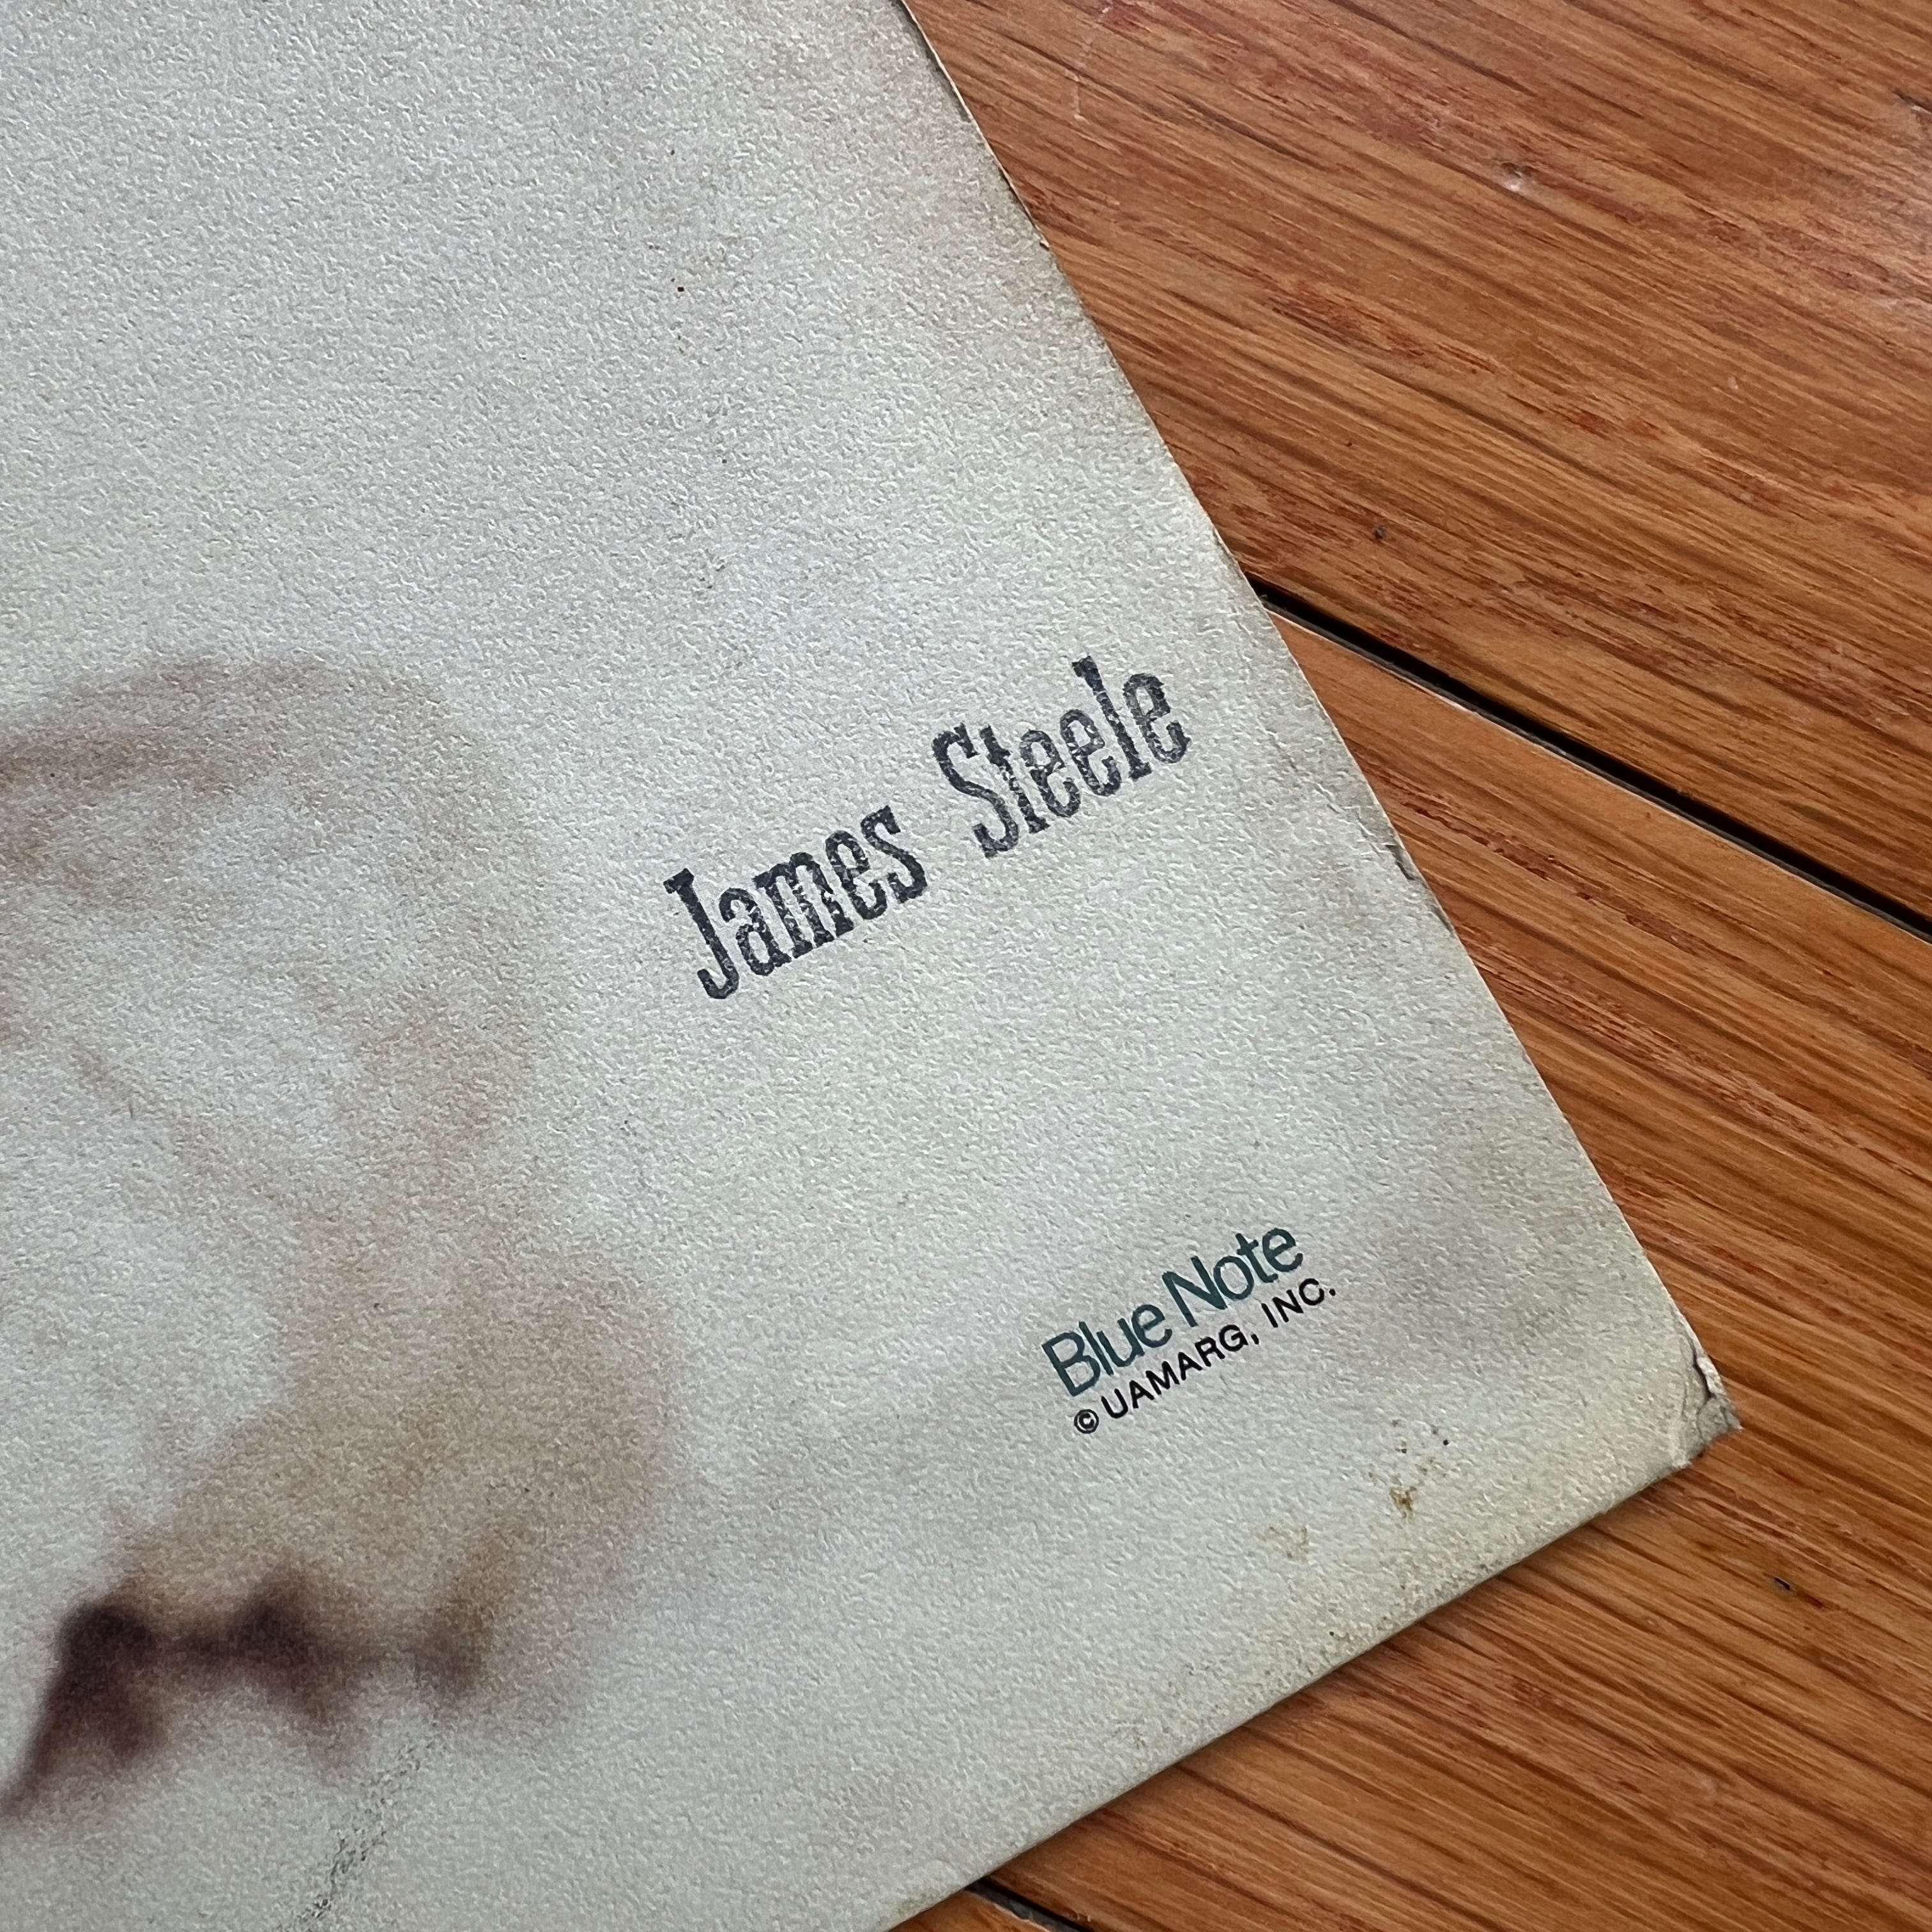 James Steele
Blue Note
© UAMARG, INC.